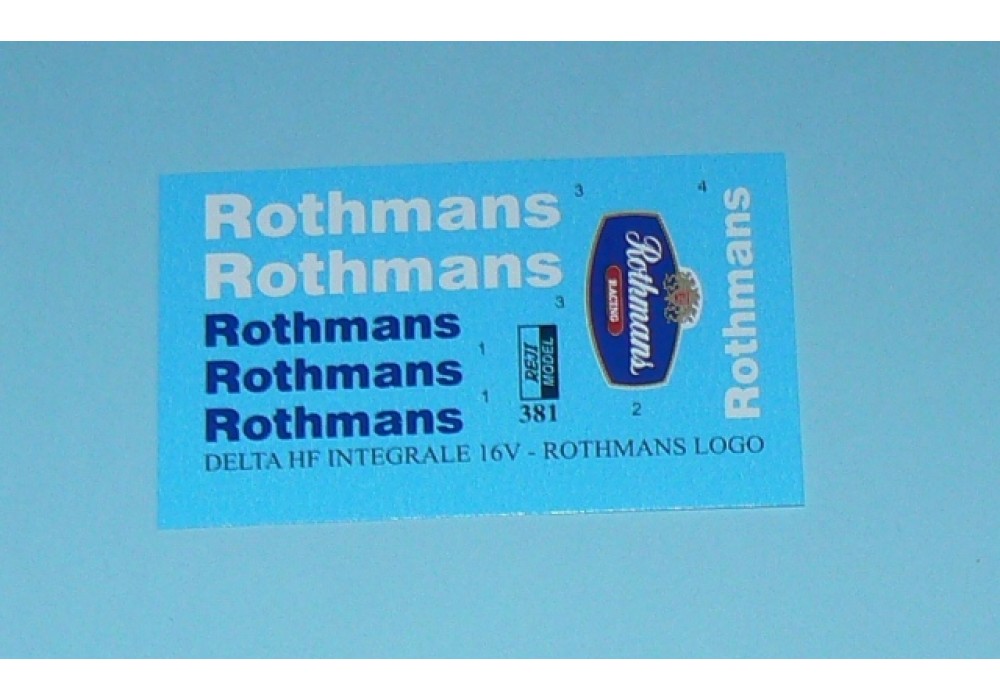 Rothmans
3
Rothmans
3
Rothmans
1
Rothmans
1
Rothmans
REJI
MODEL
381
Rothmans
RACING
2
4
Rothmans
DELTA HF INTEGRALE 16V - ROTHMANS LOGO